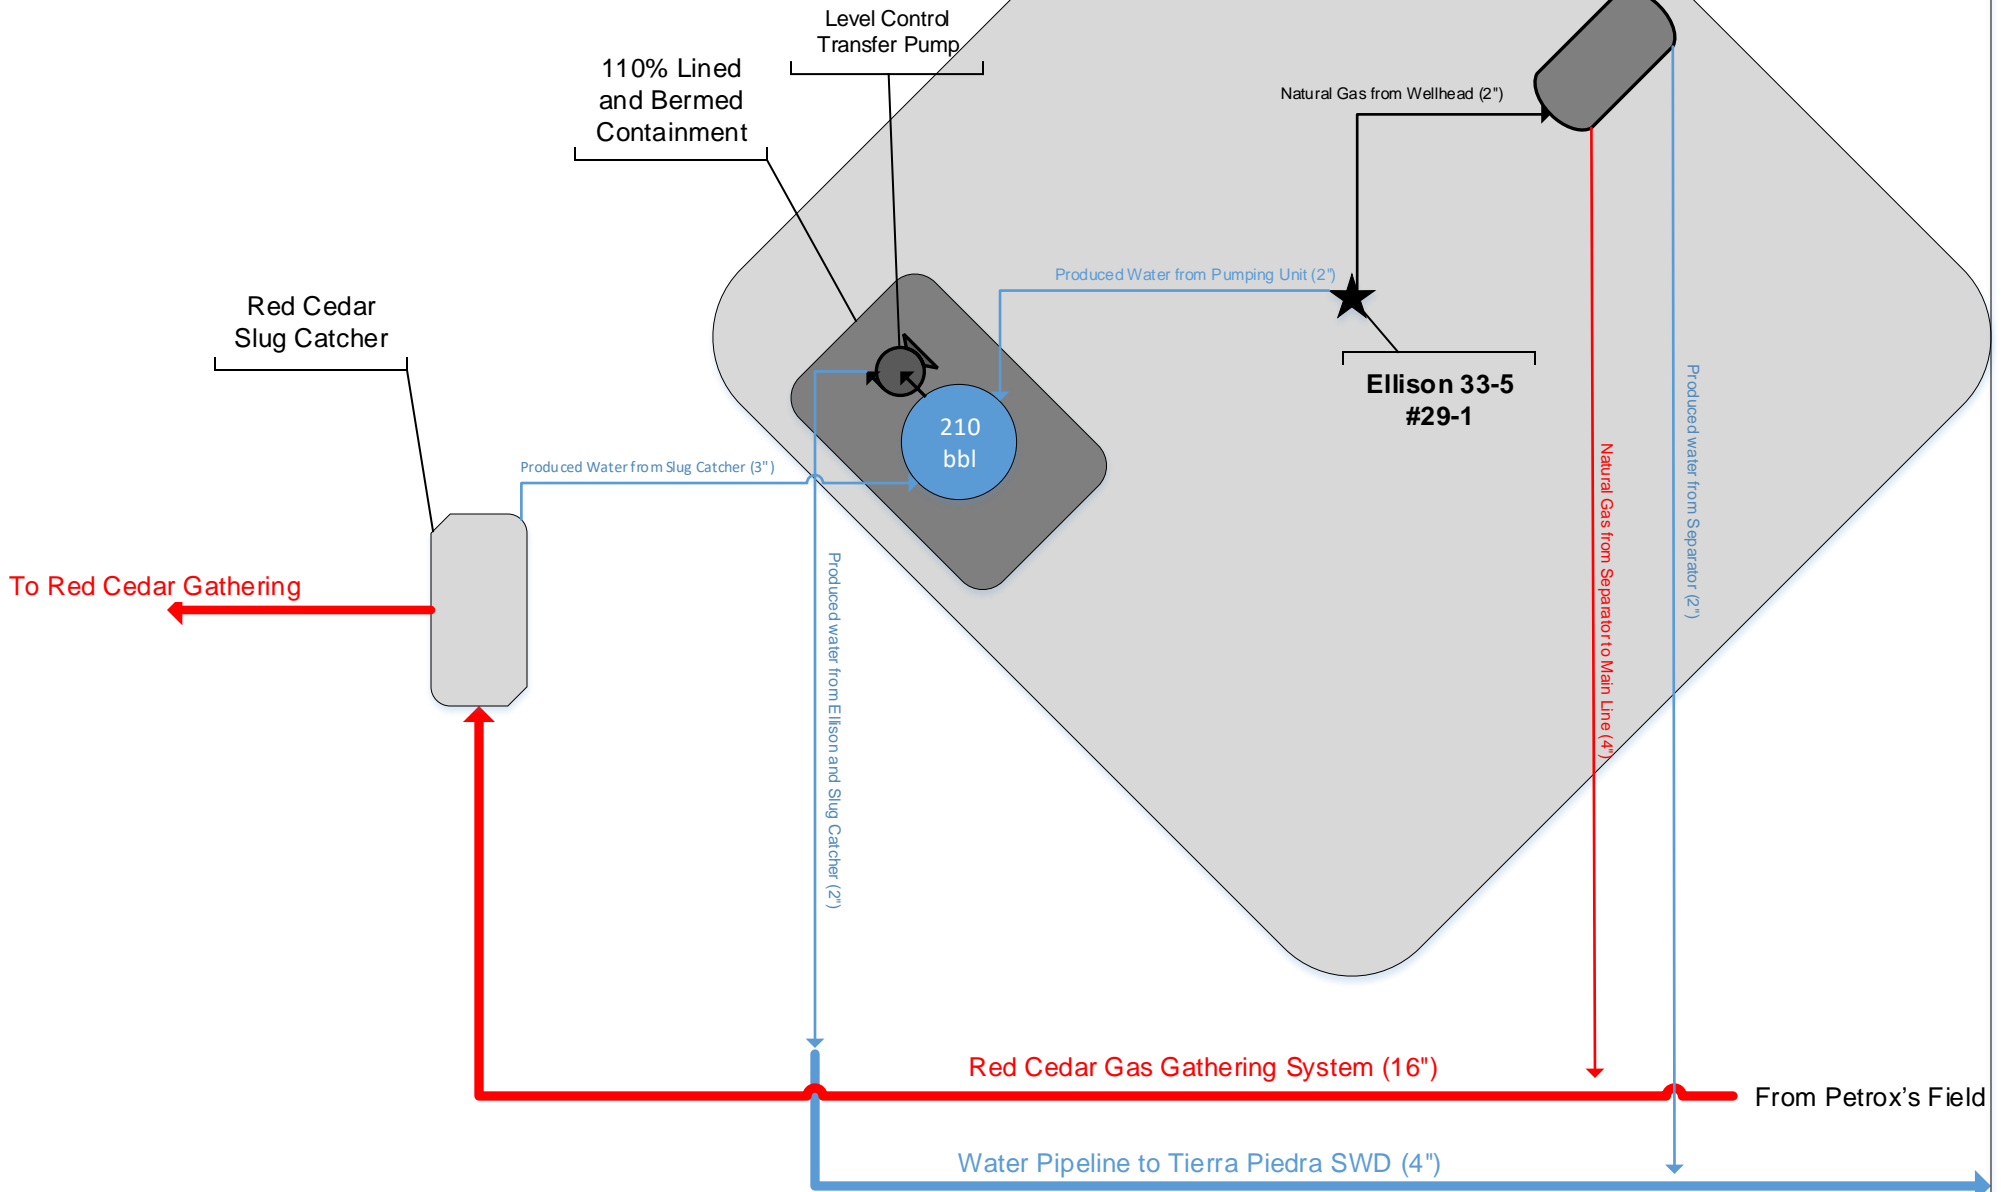 Level Control
Transfer Pump
110% Lined
and Bermed
Containment
Natural Gas from Wellhead (2")
Produced Water from Pumping Unit (2")
Red Cedar
Slug Catcher
Ellison 33-5
#29-1
210
bbl
Produced Water from Slug Catcher (3")
Produced water from Separator (2")
Natural Gas from Separator to Main Line (4")
Produced water from Ellison and Slug Catcher (2")
To Red Cedar Gathering
Red Cedar Gas Gathering System (16")
From Petrox’s Field
Water Pipeline to Tierra Piedra SWD (4")